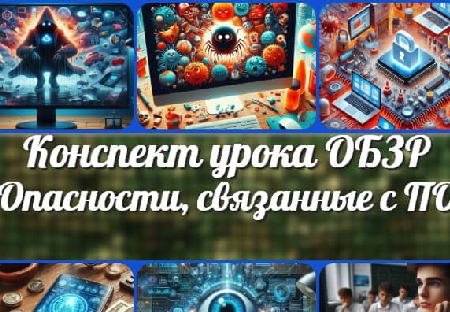 Конспект урока ОБЗР
Опасности, связанные с ПО